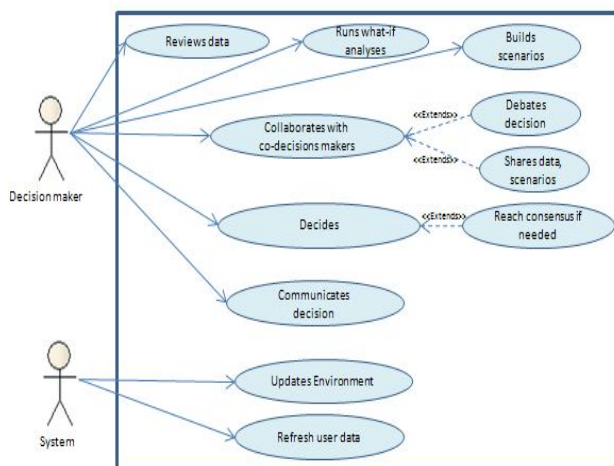 Reviews data
Runs what-if
analyses
Builds
scenarios
<<Extends>>
Debates
decision
Collaborates with
co-decisions makers
<<Extends>>
Shares data,
scenarios
Decision maker
Decides
<<Extends>>
Reach consensus if
needed
Communicates
decision
Updates Environment
System
Refresh user data